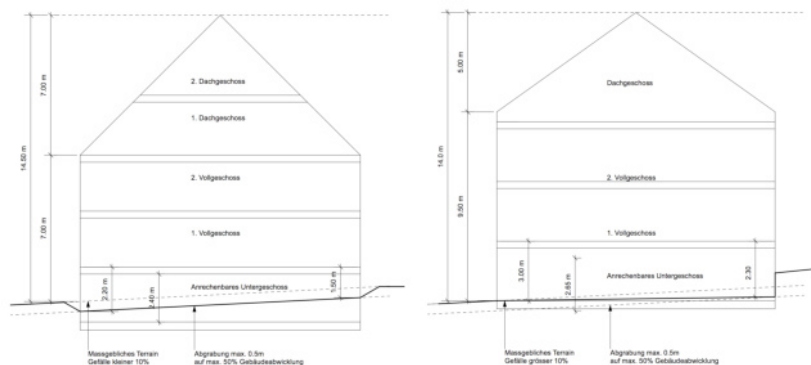 2. Dachgeschoss
1. Dachgeschoss
2. Vollgeschoss
1. Vollgeschoss
Anrechenbares Untergeschoss
14.50 m
7.00 m
7.00 m
2.20 m
2.40 m
1.50 m
Massgebliches Terrain
Gefälle kleiner 10%
Abgrabung max. 0.5m
auf max. 50% Gebäudeabwicklung
Dachgeschoss
2. Vollgeschoss
1. Vollgeschoss
Anrechenbares Untergeschoss
14.0 m
5.00 m
9.50 m
3.00 m
2.65 m
2.30
Massgebliches Terrain
Gefälle grösser 10%
Abgrabung max. 0.5m
auf max. 50% Gebäudeabwicklung